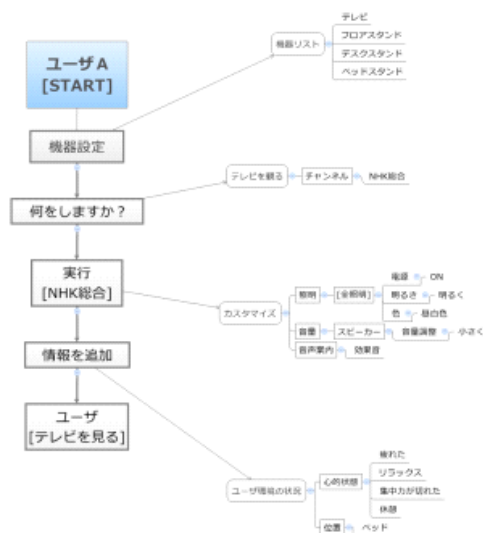 ユーザA
[START]
機器設定
機器リスト
テレビ
フロアスタンド
デスクスタンド
ベッドスタンド
何をしますか？
テレビを観る
チャンネル
NHK総合
実行
[NHK総合]
カスタマイズ
照明
[全照明]
電源
ON
明るさ
明るく
色
昼白色
音量
スピーカー
音量調整
小さく
音声案内
効果音
情報を追加
ユーザ
[テレビを見る]
ユーザ環境の状況
心的状態
疲れた
リラックス
集中力が切れた
休憩
位置
ベッド